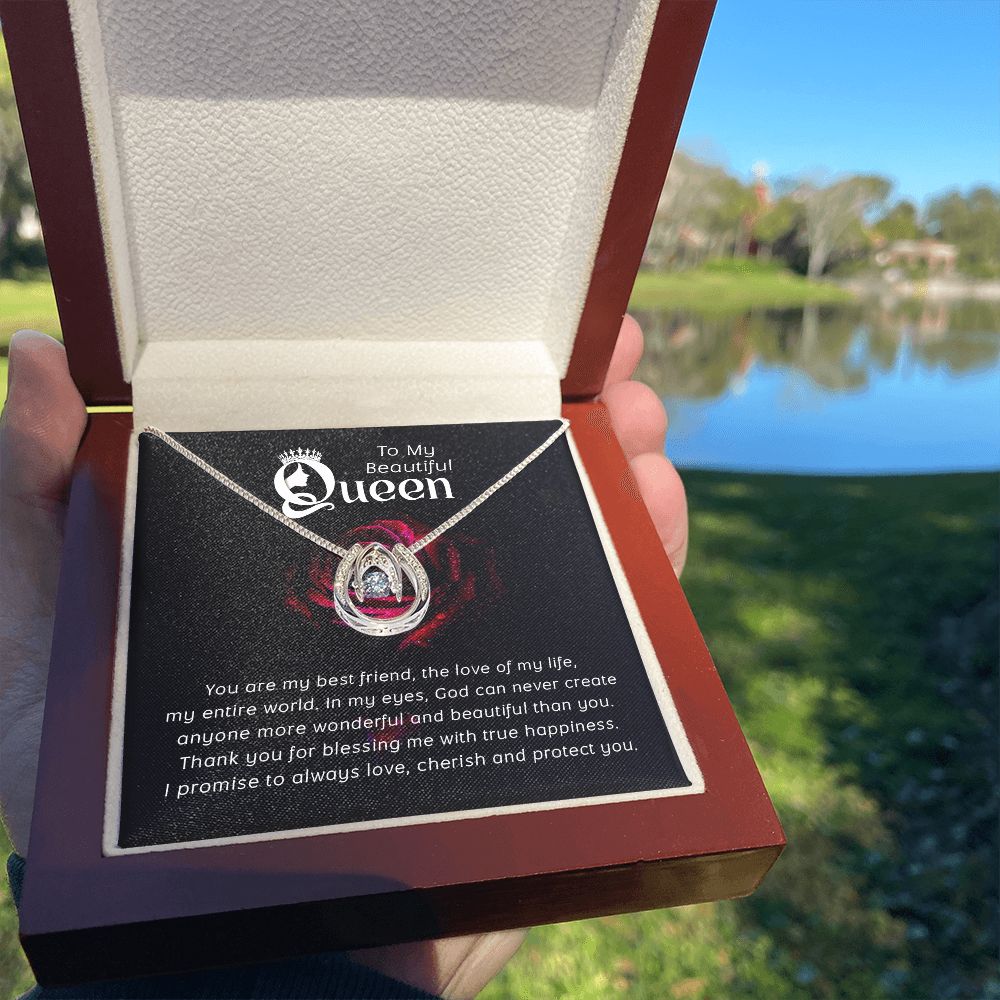 To My
Beautiful
Queen
You are my best friend, the love of my life,
my entire world. In my eyes, God can never create
anyone more wonderful and beautiful than you.
Thank you for blessing me with true happiness.
I promise to always love, cherish and protect you.